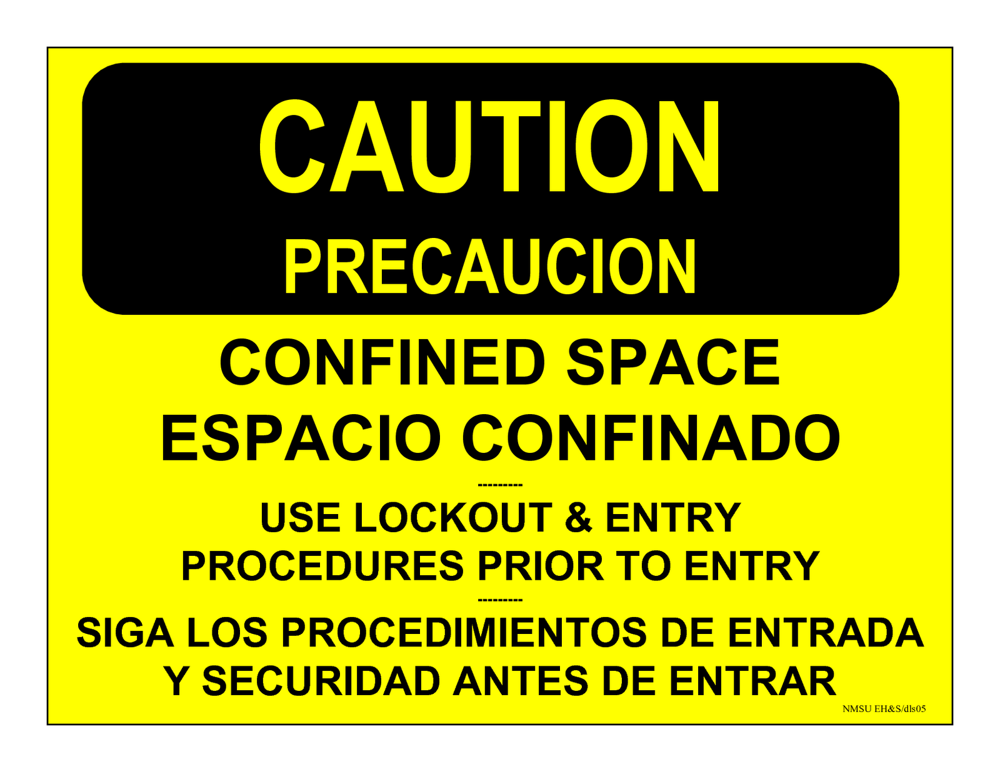 CAUTION
PRECAUCION
CONFINED SPACE
ESPACIO CONFINADO
---------
USE LOCKOUT & ENTRY
PROCEDURES PRIOR TO ENTRY
---------
SIGA LOS PROCEDIMIENTOS DE ENTRADA
Y SECURIDAD ANTES DE ENTRAR
NMSU EH&S/dls05